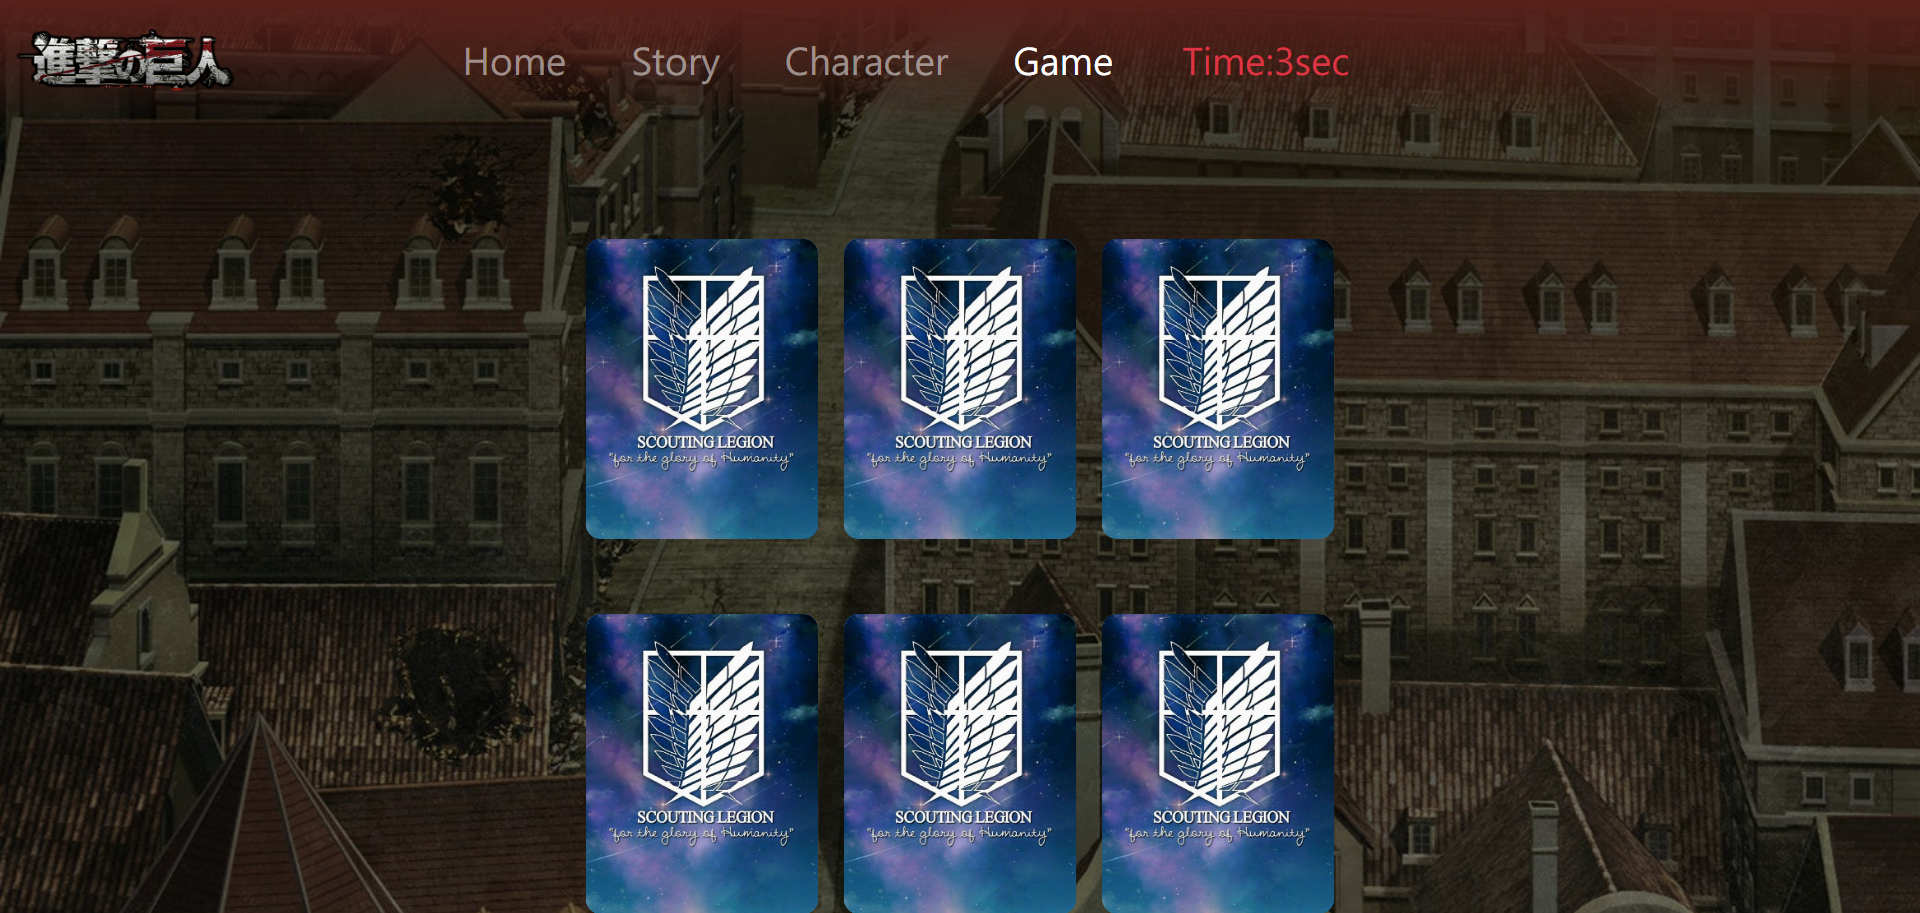 進撃の巨人
Home
Story
Character
Game
Time:3sec
SCOUTING LEGION
"for the glory of Humanity"
SCOUTING LEGION
"for the glory of Humanity"
SCOUTING LEGION
"for the glory of Humanity"
SCOUTING LEGION
"for the glory of Humanity"
SCOUTING LEGION
"for the glory of Humanity"
SCOUTING LEGION
"for the glory of Humanity"